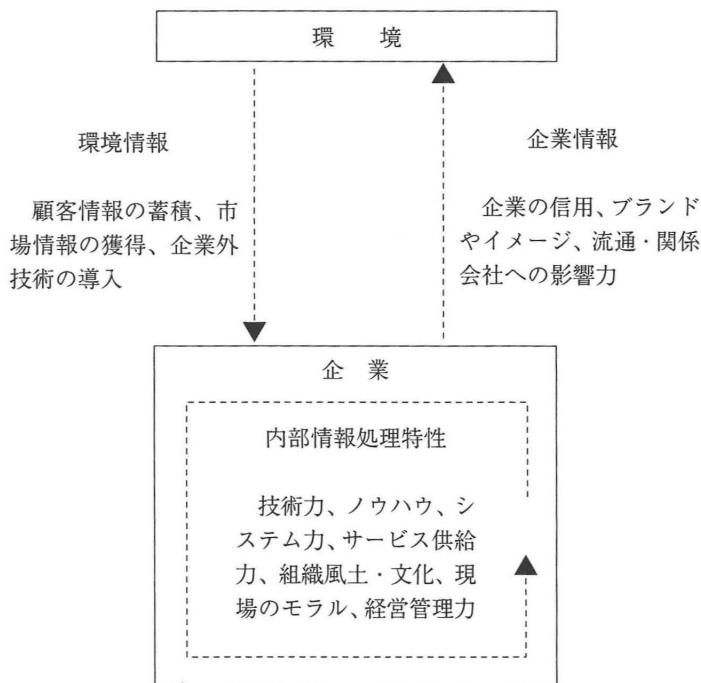 環　境
環境情報
顧客情報の蓄積、市
場情報の獲得、企業外
技術の導入
企業情報
企業の信用、ブランド
やイメージ、流通・関係
会社への影響力
企　業
内部情報処理特性
技術力、ノウハウ、シ
ステム力、サービス供給
力、組織風土・文化、現
場のモラル、経営管理力